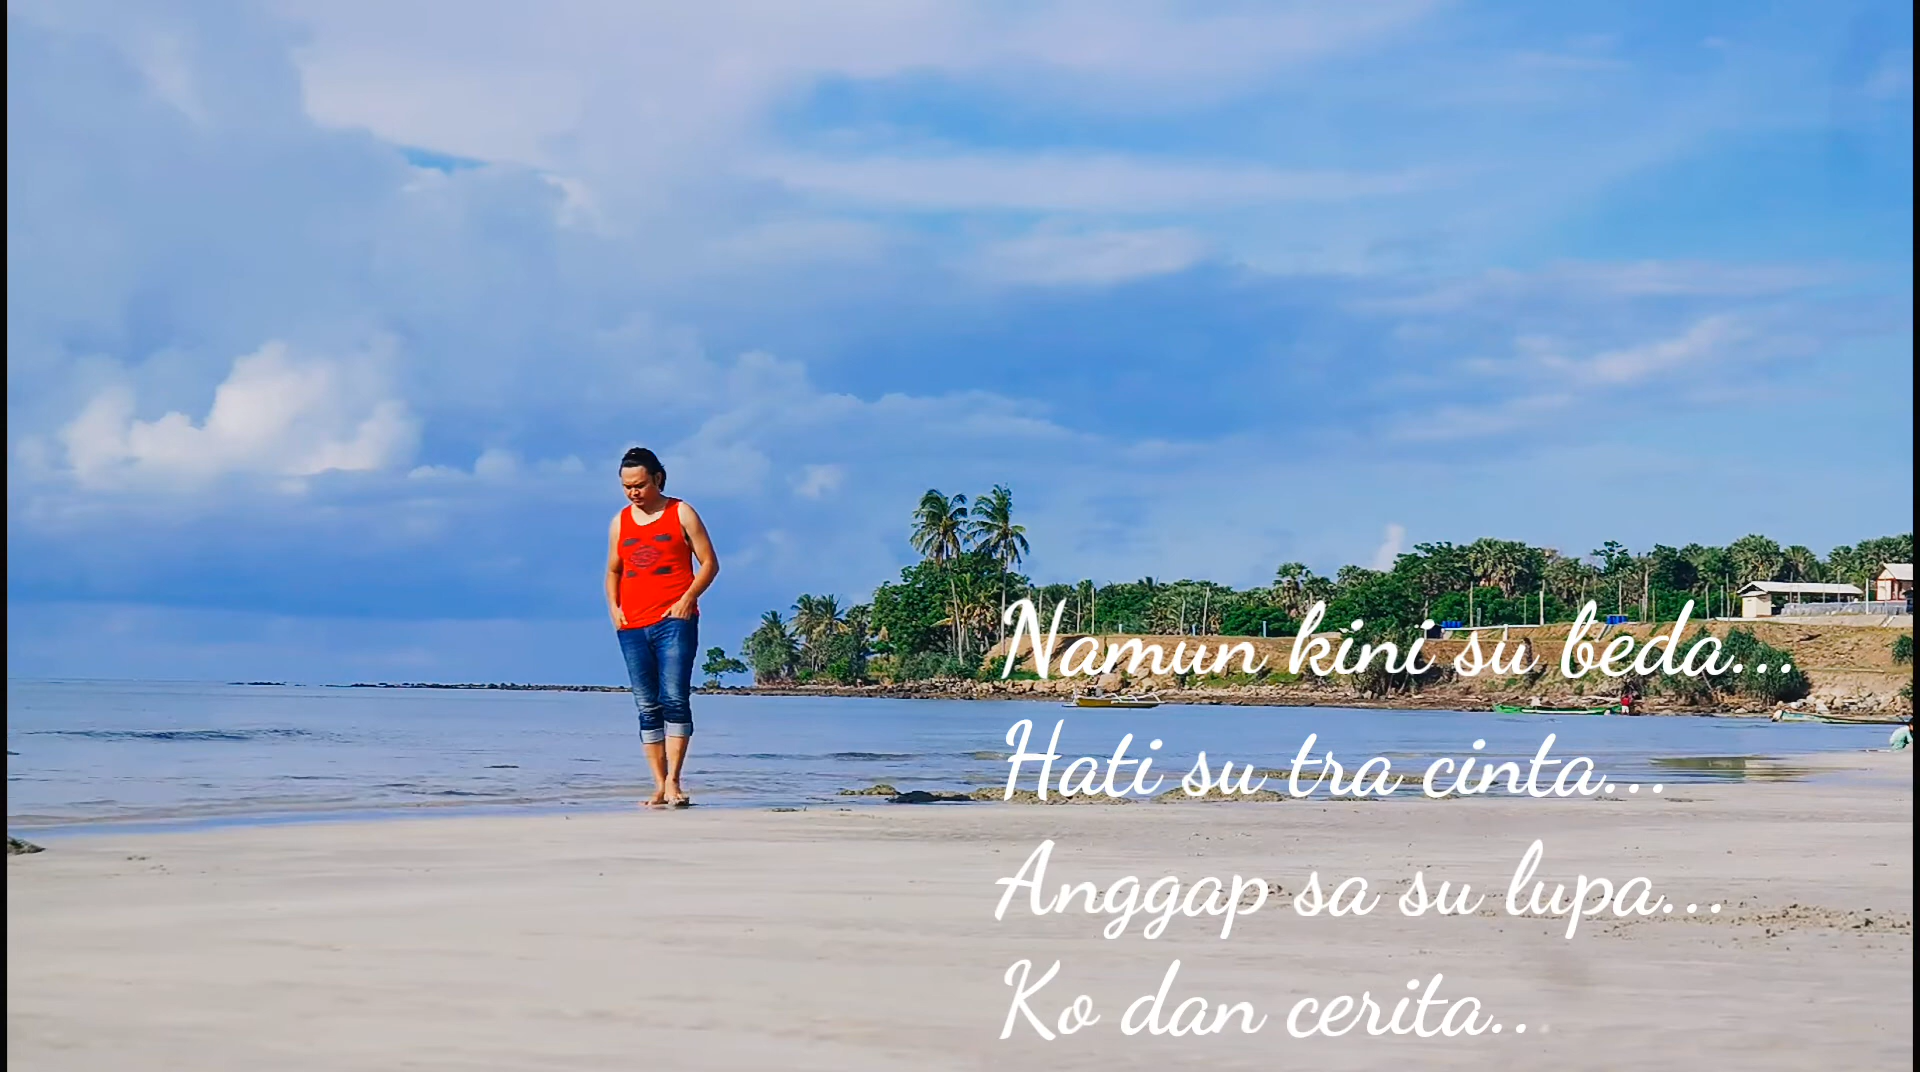 Namun kini su beda...
Hati su tra cinta...
Anggap sa su lupa...
Ko dan cerita...